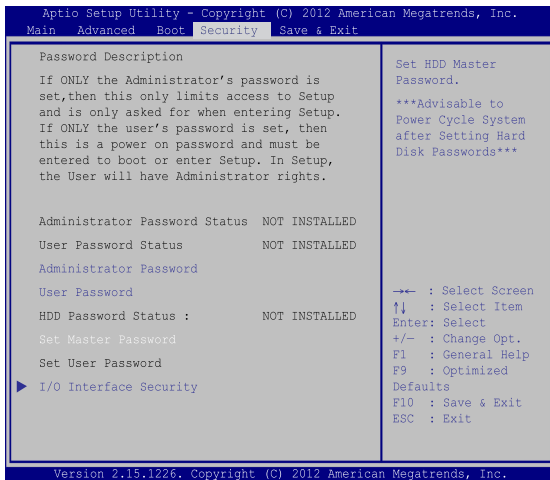 Aptio Setup Utility - Copyright (C) 2012 American Megatrends, Inc.
Main Advanced Boot Security Save & Exit
Password Description
If ONLY the Administrator's password is
set,then this only limits access to Setup
and is only asked for when entering Setup.
If ONLY the user's password is set, then
this is a power on password and must be
entered to boot or enter Setup. In Setup,
the User will have Administrator rights.
Administrator Password Status NOT INSTALLED
User Password Status NOT INSTALLED
Administrator Password
User Password
HDD Password Status : NOT INSTALLED
Set Master Password
Set User Password
I/O Interface Security
Set HDD Master
Password.
***Advisable to
Power Cycle System
after Setting Hard
Disk Passwords***
→← : Select Screen
↑↓ : Select Item
Enter: Select
+/— : Change Opt.
F1 : General Help
F9 : Optimized
Defaults
F10 : Save & Exit
ESC : Exit
Version 2.15.1226. Copyright (C) 2012 American Megatrends, Inc.